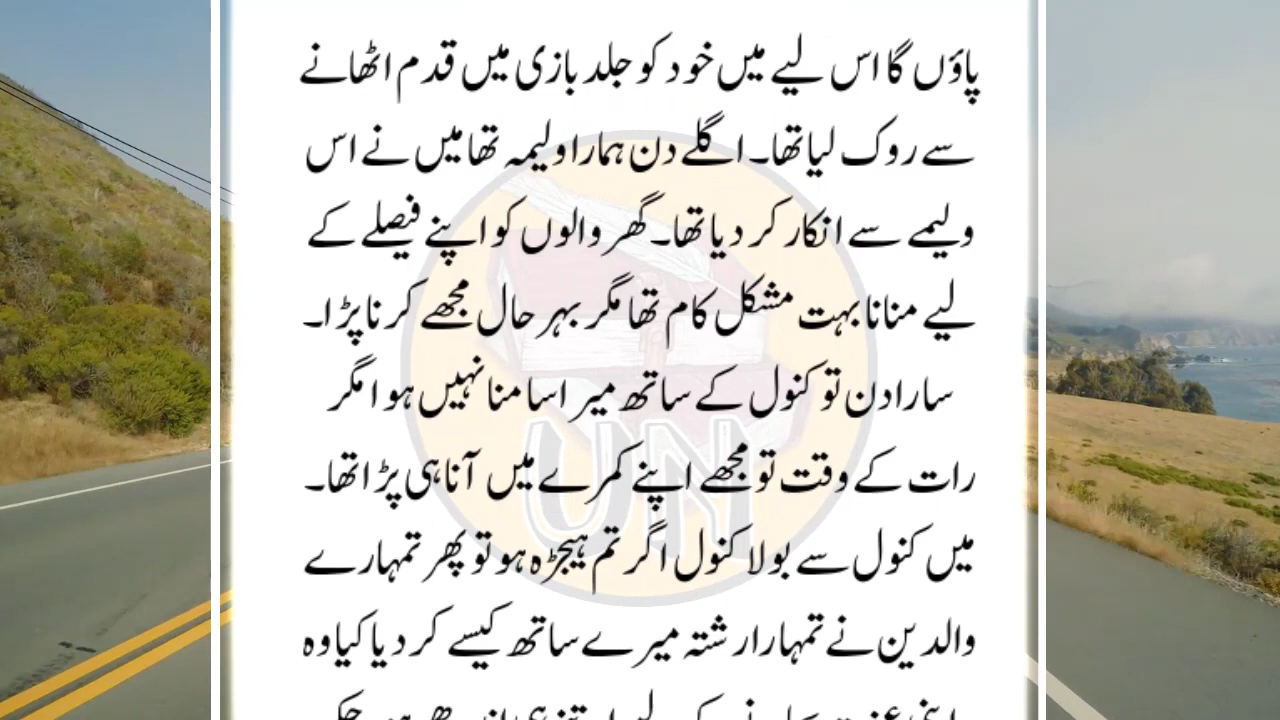 پاؤں گا اس لیے میں خود کو جلد بازی میں قدم اٹھانے
سے روک لیا تھا۔ اگلے دن ہمارا ولیمہ تھا میں نے اس
ولیمے سے انکار کر دیا تھا۔ گھر والوں کو اپنے فیصلے کے
لیے منانا بہت مشکل کام تھا مگر بہر حال مجھے کرنا پڑا۔
سارا دن تو کنول کے ساتھ میرا سامنا نہیں ہوا مگر
رات کے وقت تو مجھے اپنے کمرے میں آنا ہی پڑا تھا۔
میں کنول سے بولا کنول اگر تم ہیجڑہ ہو تو پھر تمہارے
والدین نے تمہارا رشتہ میرے ساتھ کیسے کر دیا کیا وہ
UN